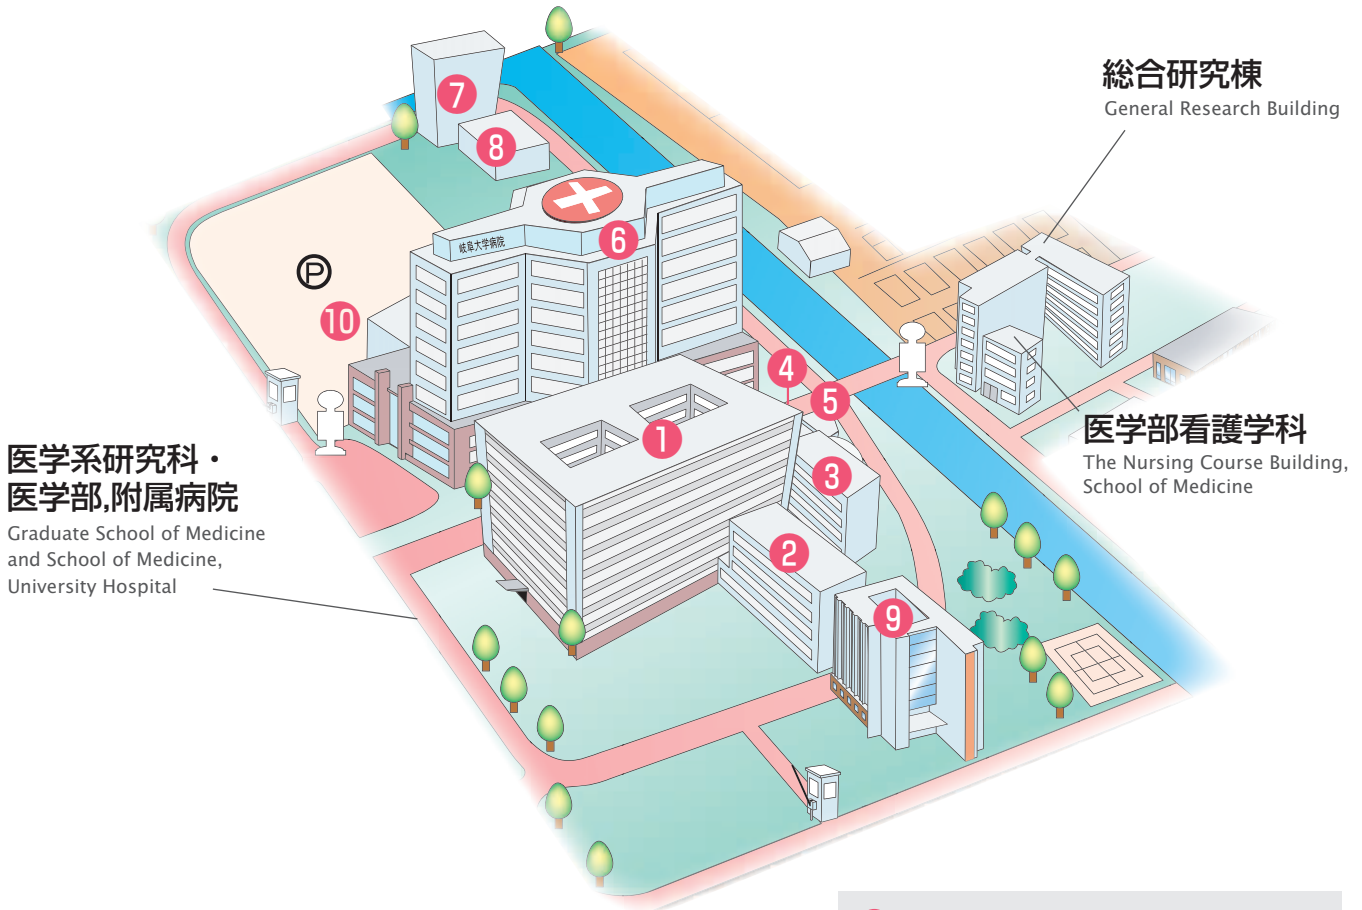 総合研究棟
General Research Building
7
8
岐阜大学病院
6
P
10
4
5
1
3
2
9
医学部看護学科
The Nursing Course Building,
School of Medicine
医学系研究科・
医学部,附属病院
Graduate School of Medicine
and School of Medicine,
University Hospital